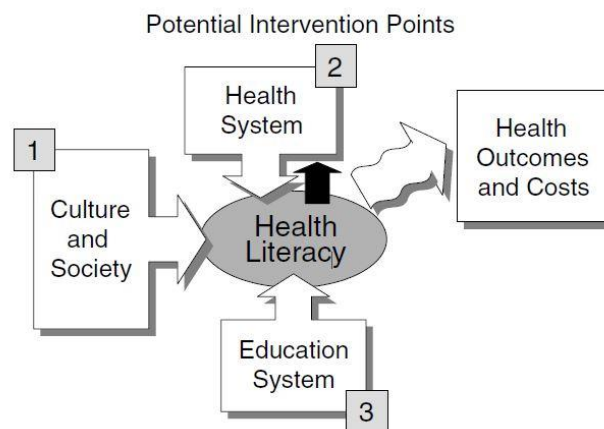 Potential Intervention Points
2
Health
System
1
Culture
and
Society
Health
Literacy
Health
Outcomes
and Costs
Education
System
3